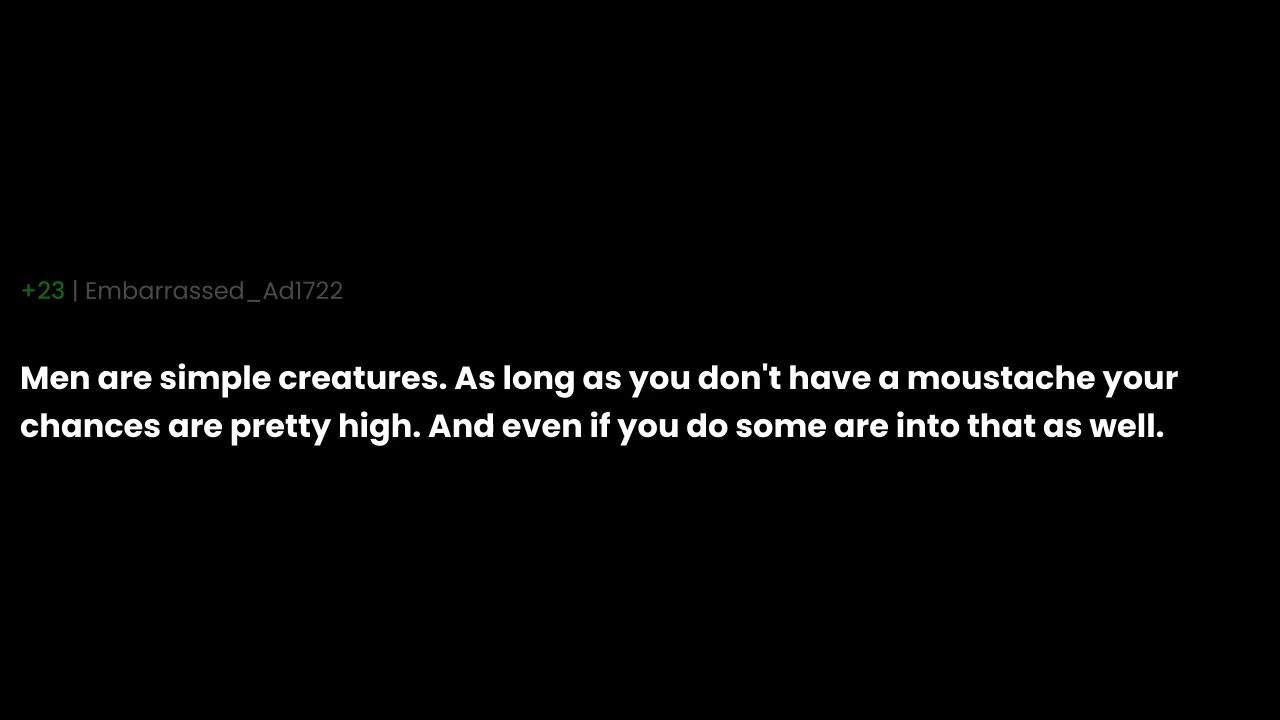 +23 | Embarrassed_Ad1722
Men are simple creatures. As long as you don't have a moustache your
chances are pretty high. And even if you do some are into that as well.